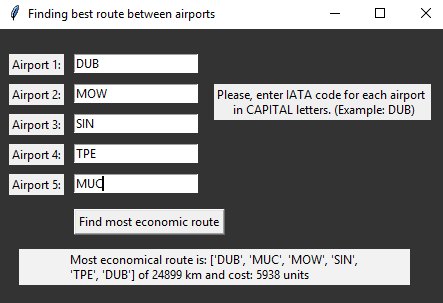 Finding best route between airports
Airport 1: DUB
Airport 2: MOW
Please, enter IATA code for each airport
in CAPITAL letters. (Example: DUB)
Airport 3: SIN
Airport 4: TPE
Airport 5: MUC
Find most economic route
Most economical route is: ['DUB', 'MUC', 'MOW', 'SIN',
'TPE', 'DUB'] of 24899 km and cost: 5938 units